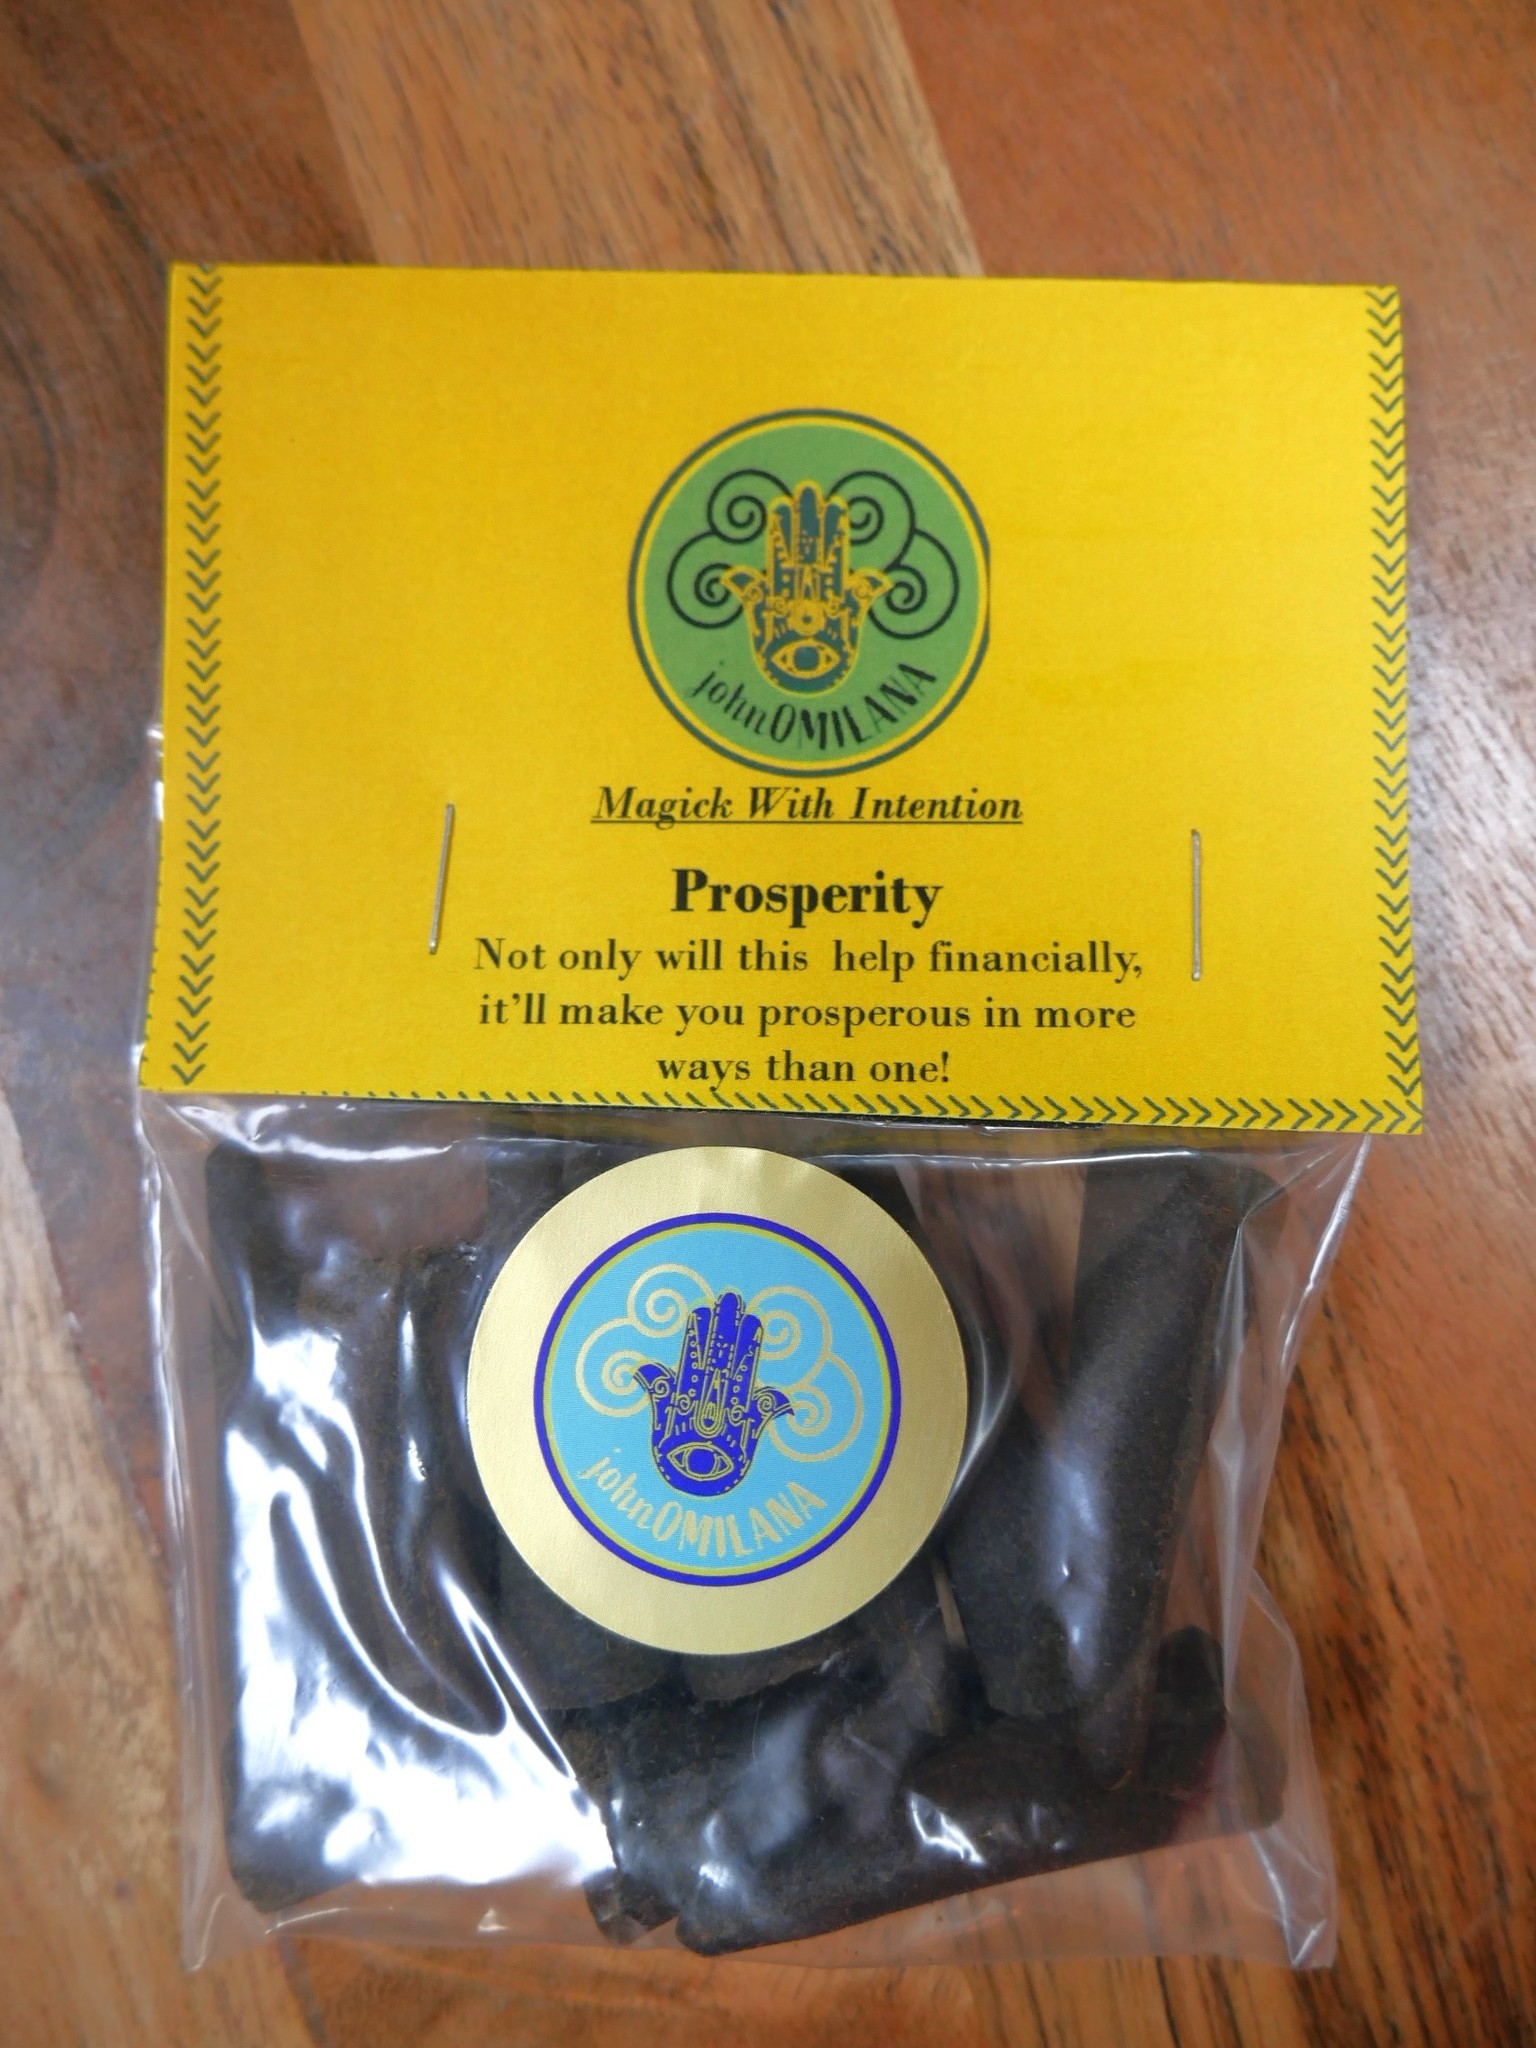 johnOMILANA
Magick With Intention
Prosperity
Not only will this help financially,
it'll make you prosperous in more
ways than one!
johnOMILANA